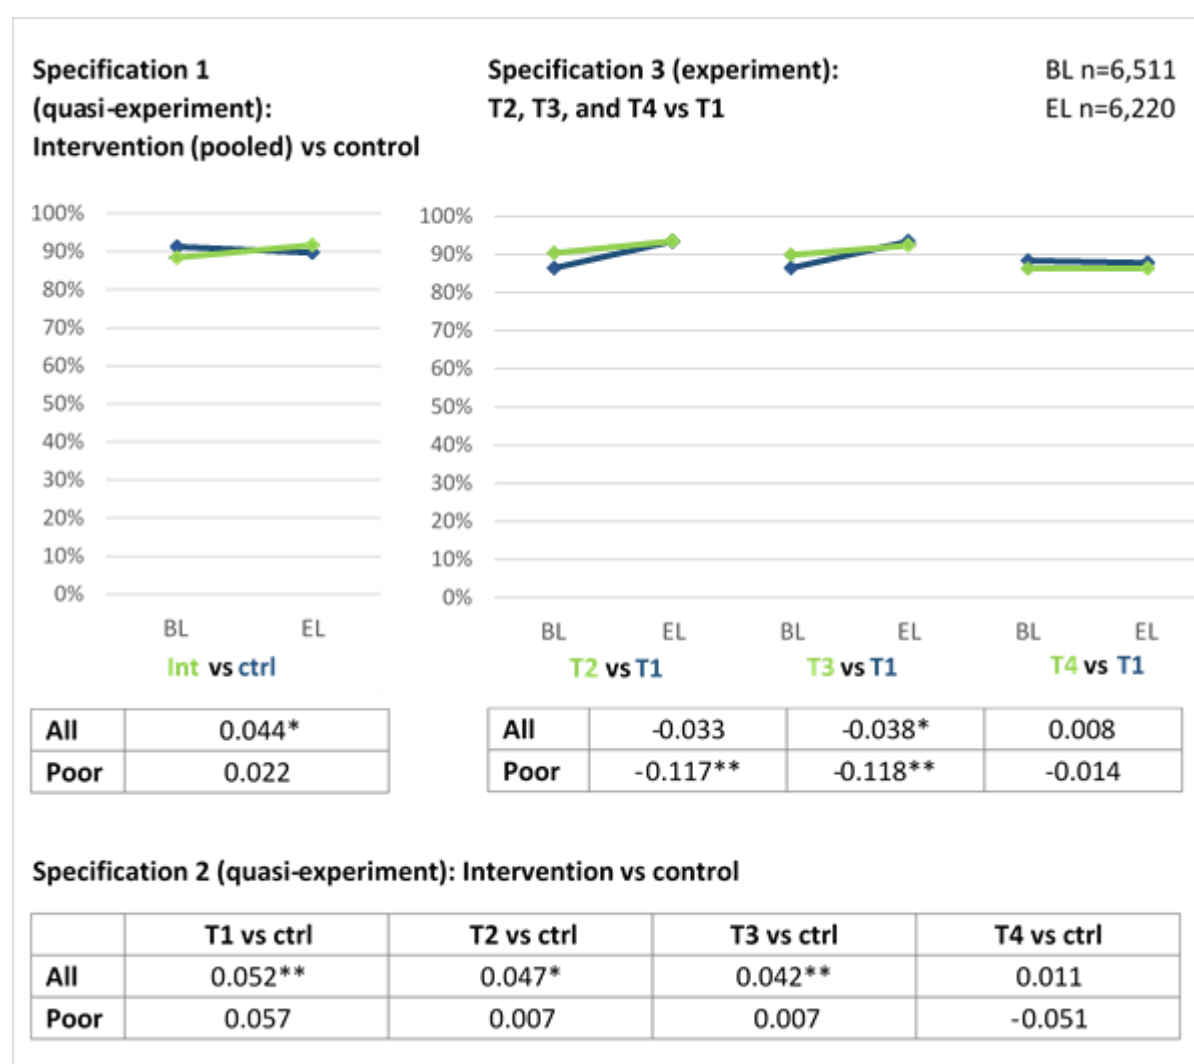 Specification 1
(quasi-experiment):
Intervention (pooled) vs control
Specification 3 (experiment):
T2, T3, and T4 vs T1
BL n=6,511
EL n=6,220
100%
90%
80%
70%
60%
50%
40%
30%
20%
10%
0%
BL EL
Int vs ctrl
100%
90%
80%
70%
60%
50%
40%
30%
20%
10%
0%
BL EL BL EL BL EL
T2 vs T1 T3 vs T1 T4 vs T1
All 0.044*
Poor 0.022
All -0.033 -0.038* 0.008
Poor -0.117** -0.118** -0.014
Specification 2 (quasi-experiment): Intervention vs control
T1 vs ctrl T2 vs ctrl T3 vs ctrl T4 vs ctrl
All 0.052** 0.047* 0.042** 0.011
Poor 0.057 0.007 0.007 -0.051